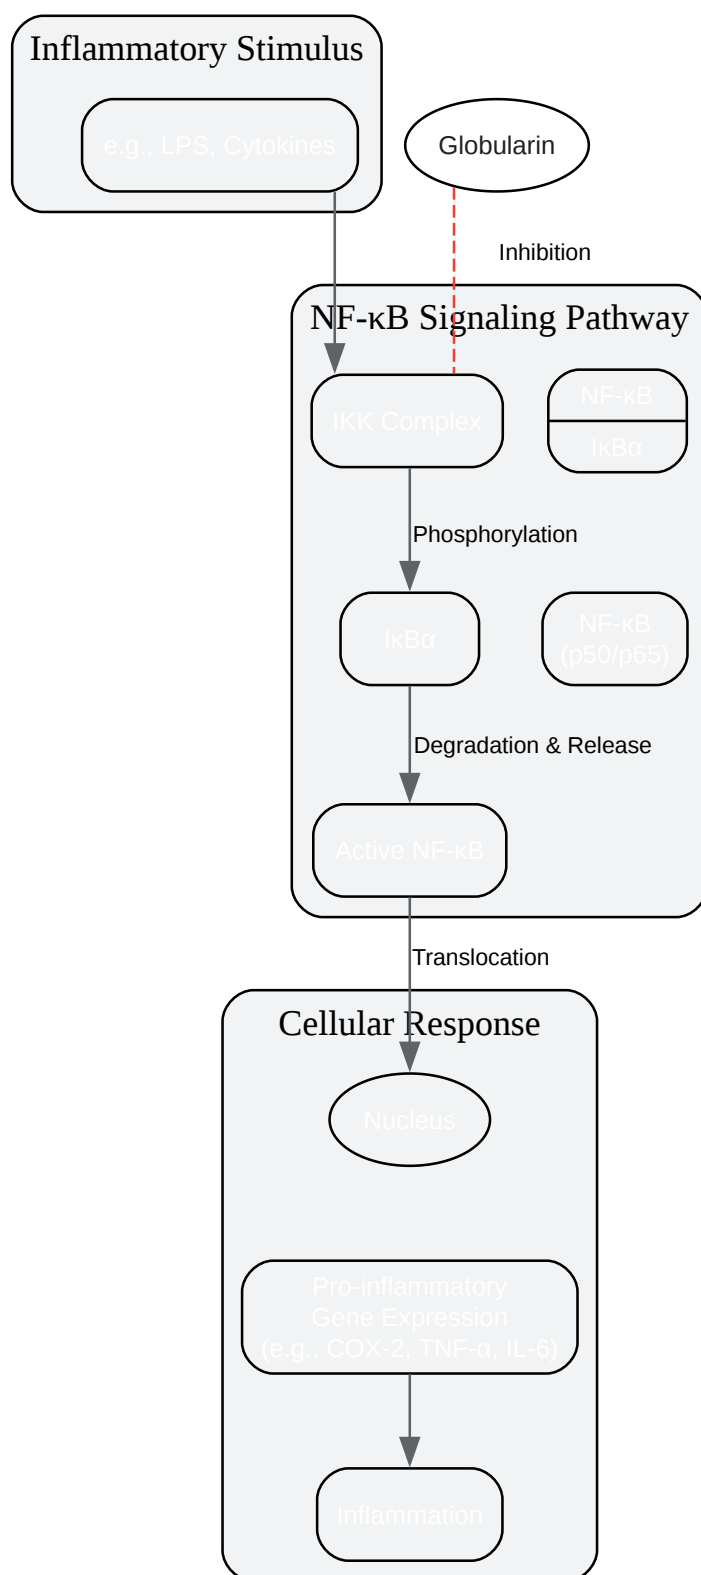 Inflammatory Stimulus
e.g., LPS, Cytokines
Globularin
Inhibition
NF-κB Signaling Pathway
IKK Complex
NF-κB
IκBα
Phosphorylation
IκBα
NF-κB
(p50/p65)
Degradation & Release
Active NF-κB
Translocation
Cellular Response
Nucleus
Pro-inflammatory
Gene Expression
(e.g., COX-2, TNF-α, IL-6)
Inflammation